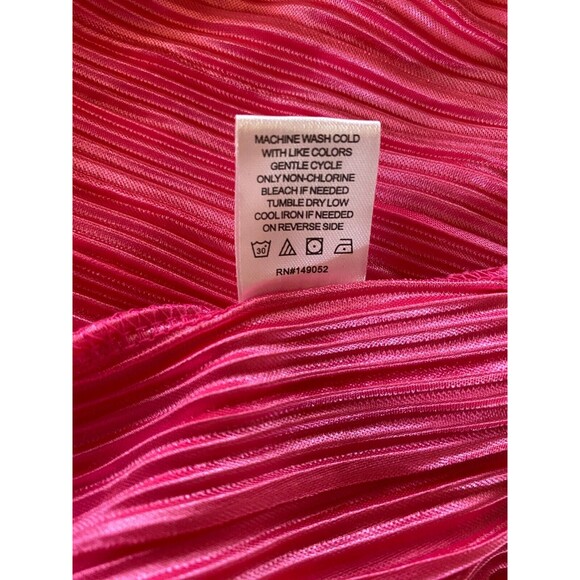 MACHINE WASH COLD
WITH LIKE COLORS
GENTLE CYCLE
ONLY NON-CHLORINE
BLEACH IF NEEDED
TUMBLE DRY LOW
COOL IRON IF NEEDED
ON REVERSE SIDE
30
RN#149052